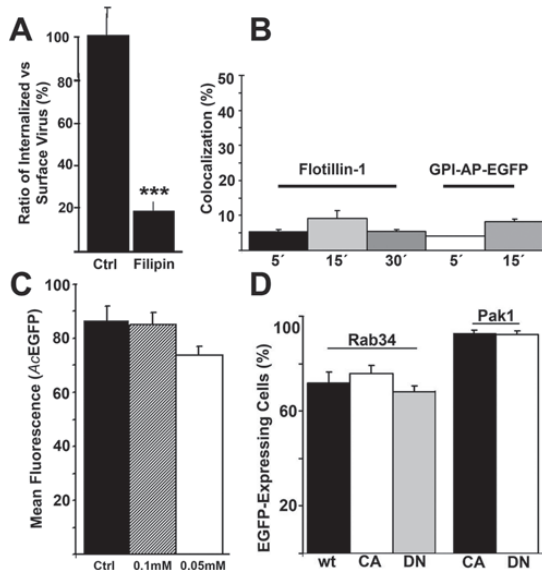 A
Ratio of Internalized vs
Surface Virus (%)
100
80
60
40
20
***
Ctrl
Filipin
B
Colocalization (%)
50
40
30
20
10
Flotillin-1
GPI-AP-EGFP
5´
15´
30´
5´
15´
C
Mean Fluorescence (AcEGFP)
100
80
60
40
20
Ctrl
0,1mM
0,05mM
D
EGFP-Expressing Cells (%)
100
60
20
Rab34
Pak1
wt
CA
DN
CA
DN